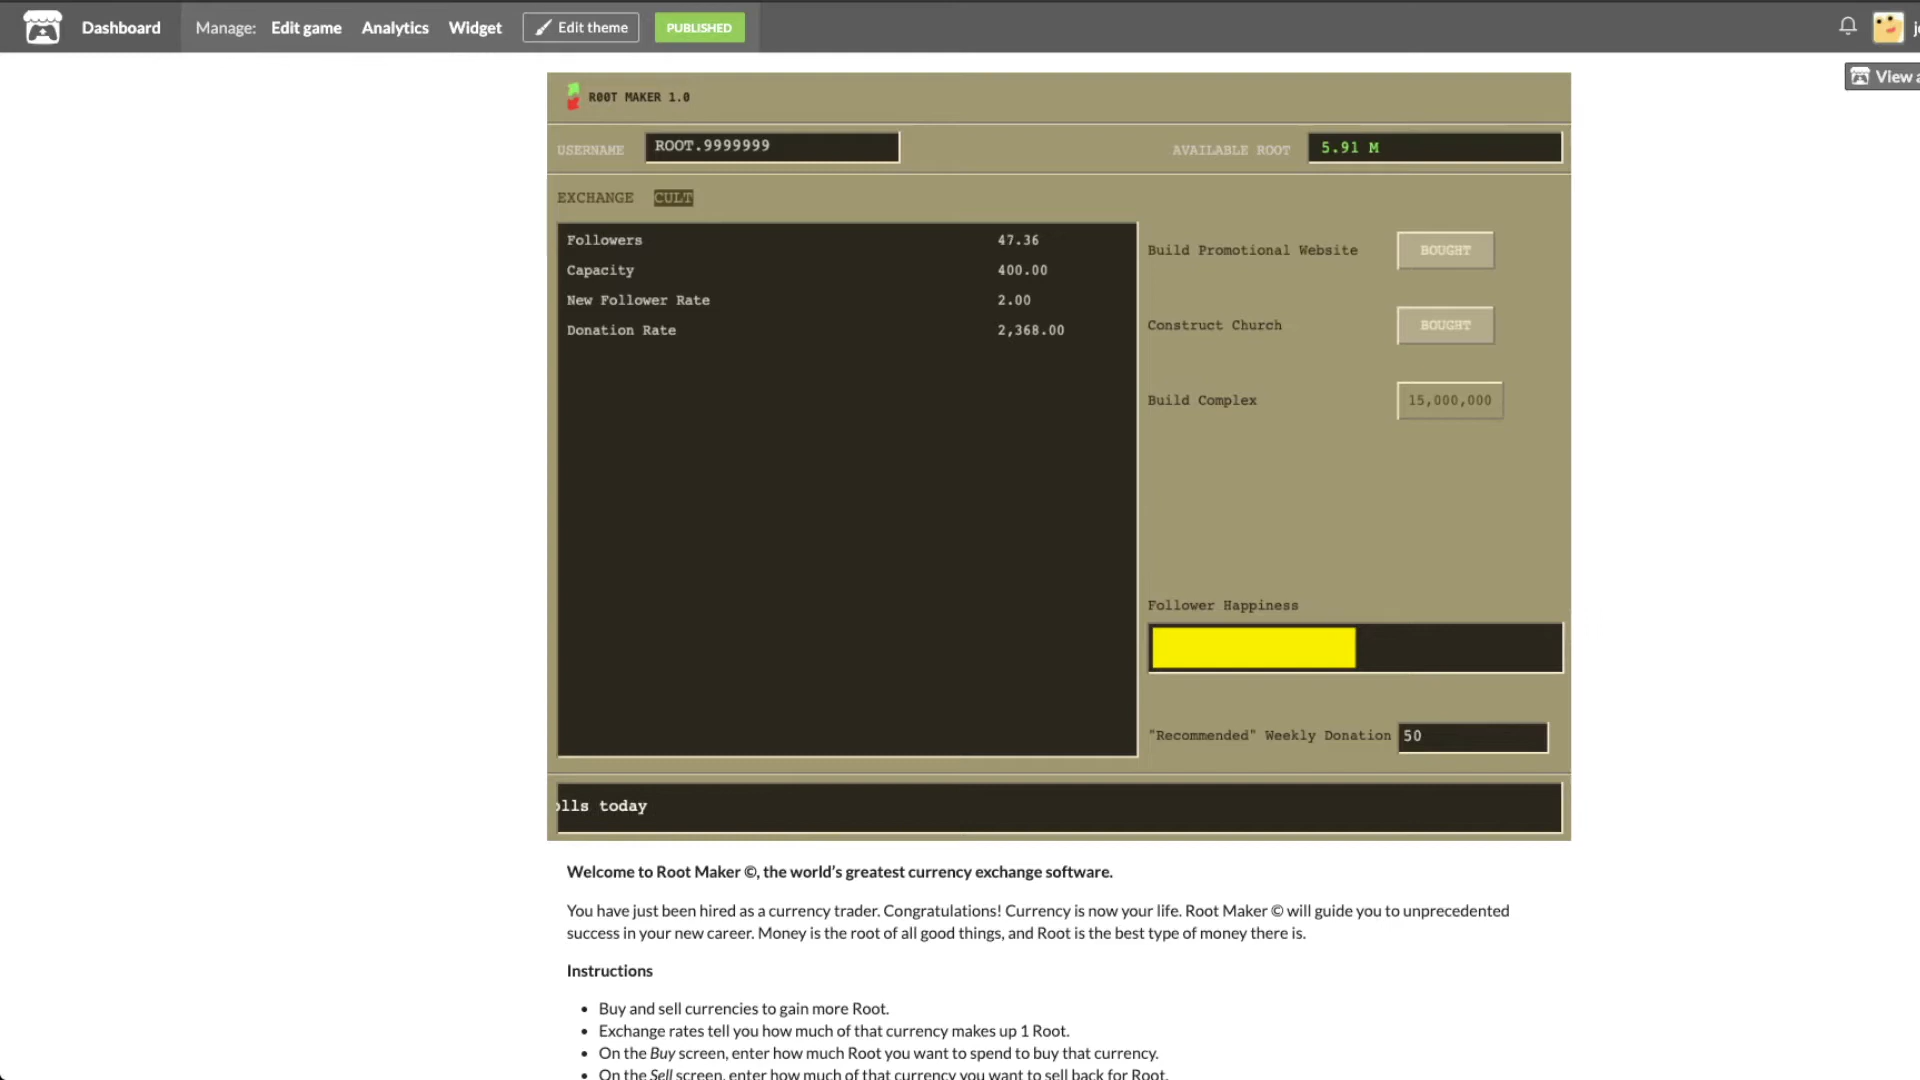 Dashboard Manage: Edit game Analytics Widget Edit theme PUBLISHED
View
R00T MAKER 1.0
USERNAME ROOT.9999999 AVAILABLE ROOT 5.91 M
EXCHANGE CULT
Followers 47.36
Capacity 400.00
New Follower Rate 2.00
Donation Rate 2,368.00
Build Promotional Website BOUGHT
Construct Church BOUGHT
Build Complex 15,000,000
Follower Happiness
"Recommended" Weekly Donation 50
olls today
Welcome to Root Maker ©, the world's greatest currency exchange software.
You have just been hired as a currency trader. Congratulations! Currency is now your life. Root Maker © will guide you to unprecedented
success in your new career. Money is the root of all good things, and Root is the best type of money there is.
Instructions
• Buy and sell currencies to gain more Root.
• Exchange rates tell you how much of that currency makes up 1 Root.
• On the Buy screen, enter how much Root you want to spend to buy that currency.
• On the Sell screen, enter how much of that currency you want to sell back for Root.